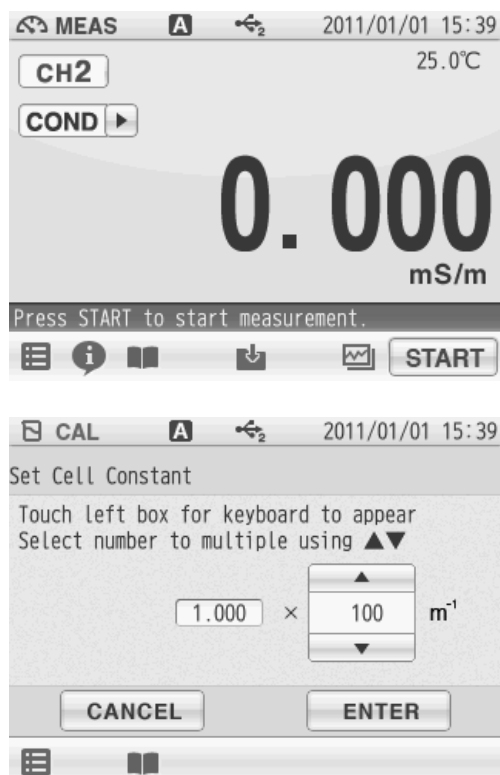 MEAS A 2 2011/01/01 15:39
CH2 25.0℃
COND ▶
0.000
mS/m
Press START to start measurement.
i START
CAL A 2 2011/01/01 15:39
Set Cell Constant
Touch left box for keyboard to appear
Select number to multiple using ▲▼
1.000 × 100 m⁻¹
CANCEL ENTER